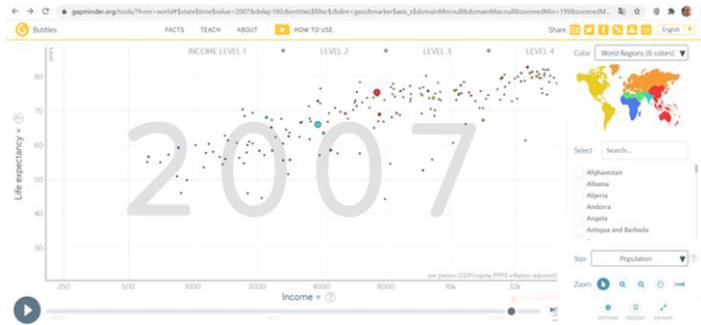 gapminder.org/tools/?from=world#$state$time$value=2007&delay:180.8&entities$filter$;&dim=geo;&marker$axis_x$domainMin:null&domainMax:null&zoomedMin=199&zoomedM...
Bubbles
FACTS TEACH ABOUT HOW TO USE
Share
English
years
INCOME LEVEL 1 LEVEL 2 LEVEL 3 LEVEL 4
Color World Regions (6 colors) ▼
80
70
60
50
40
30
Life expectancy ▾ ?
2007
Select Search...
Afghanistan
Albania
Algeria
Andorra
Angola
Antigua and Barbuda
Size Population ▼ ?
per person (GDP/capita, PPP$ inflation-adjusted)
250 500 1000 2000 4000 8000 16k 32k
Income ▾ ?
Zoom
OPTIONS PRESENT EXPAND